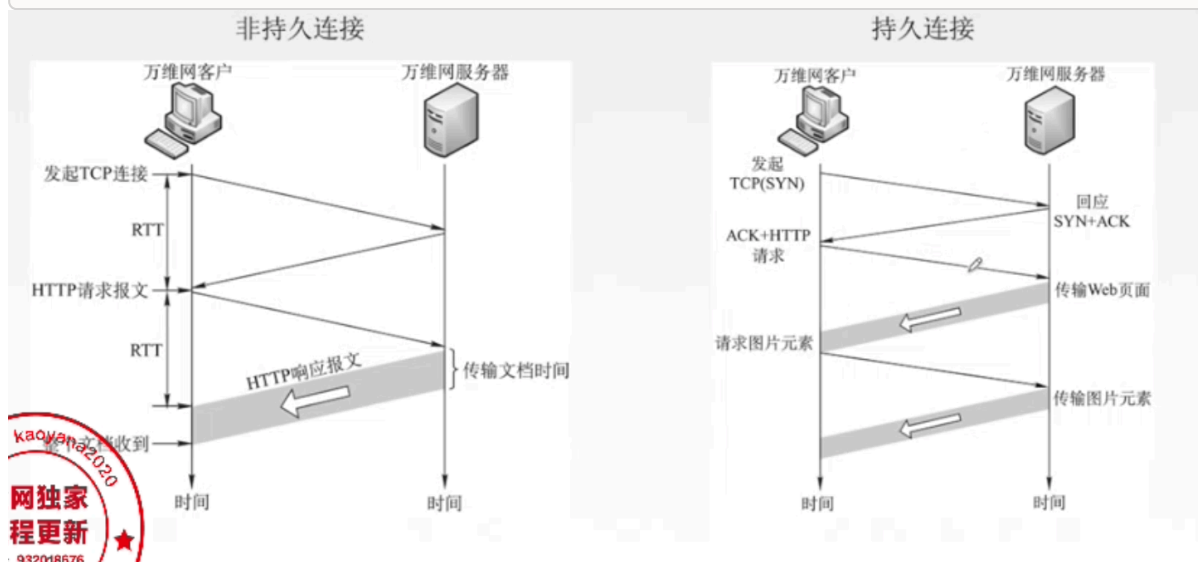 非持久连接
万维网客户
万维网服务器
发起TCP连接
RTT
HTTP请求报文
RTT
HTTP响应报文
传输文档时间
整个文档收到
时间
时间
持久连接
万维网客户
万维网服务器
发起
TCP(SYN)
回应
SYN+ACK
ACK+HTTP
请求
传输Web页面
请求图片元素
传输图片元素
时间
时间
kaoyana2020
网独家
程更新
932018576